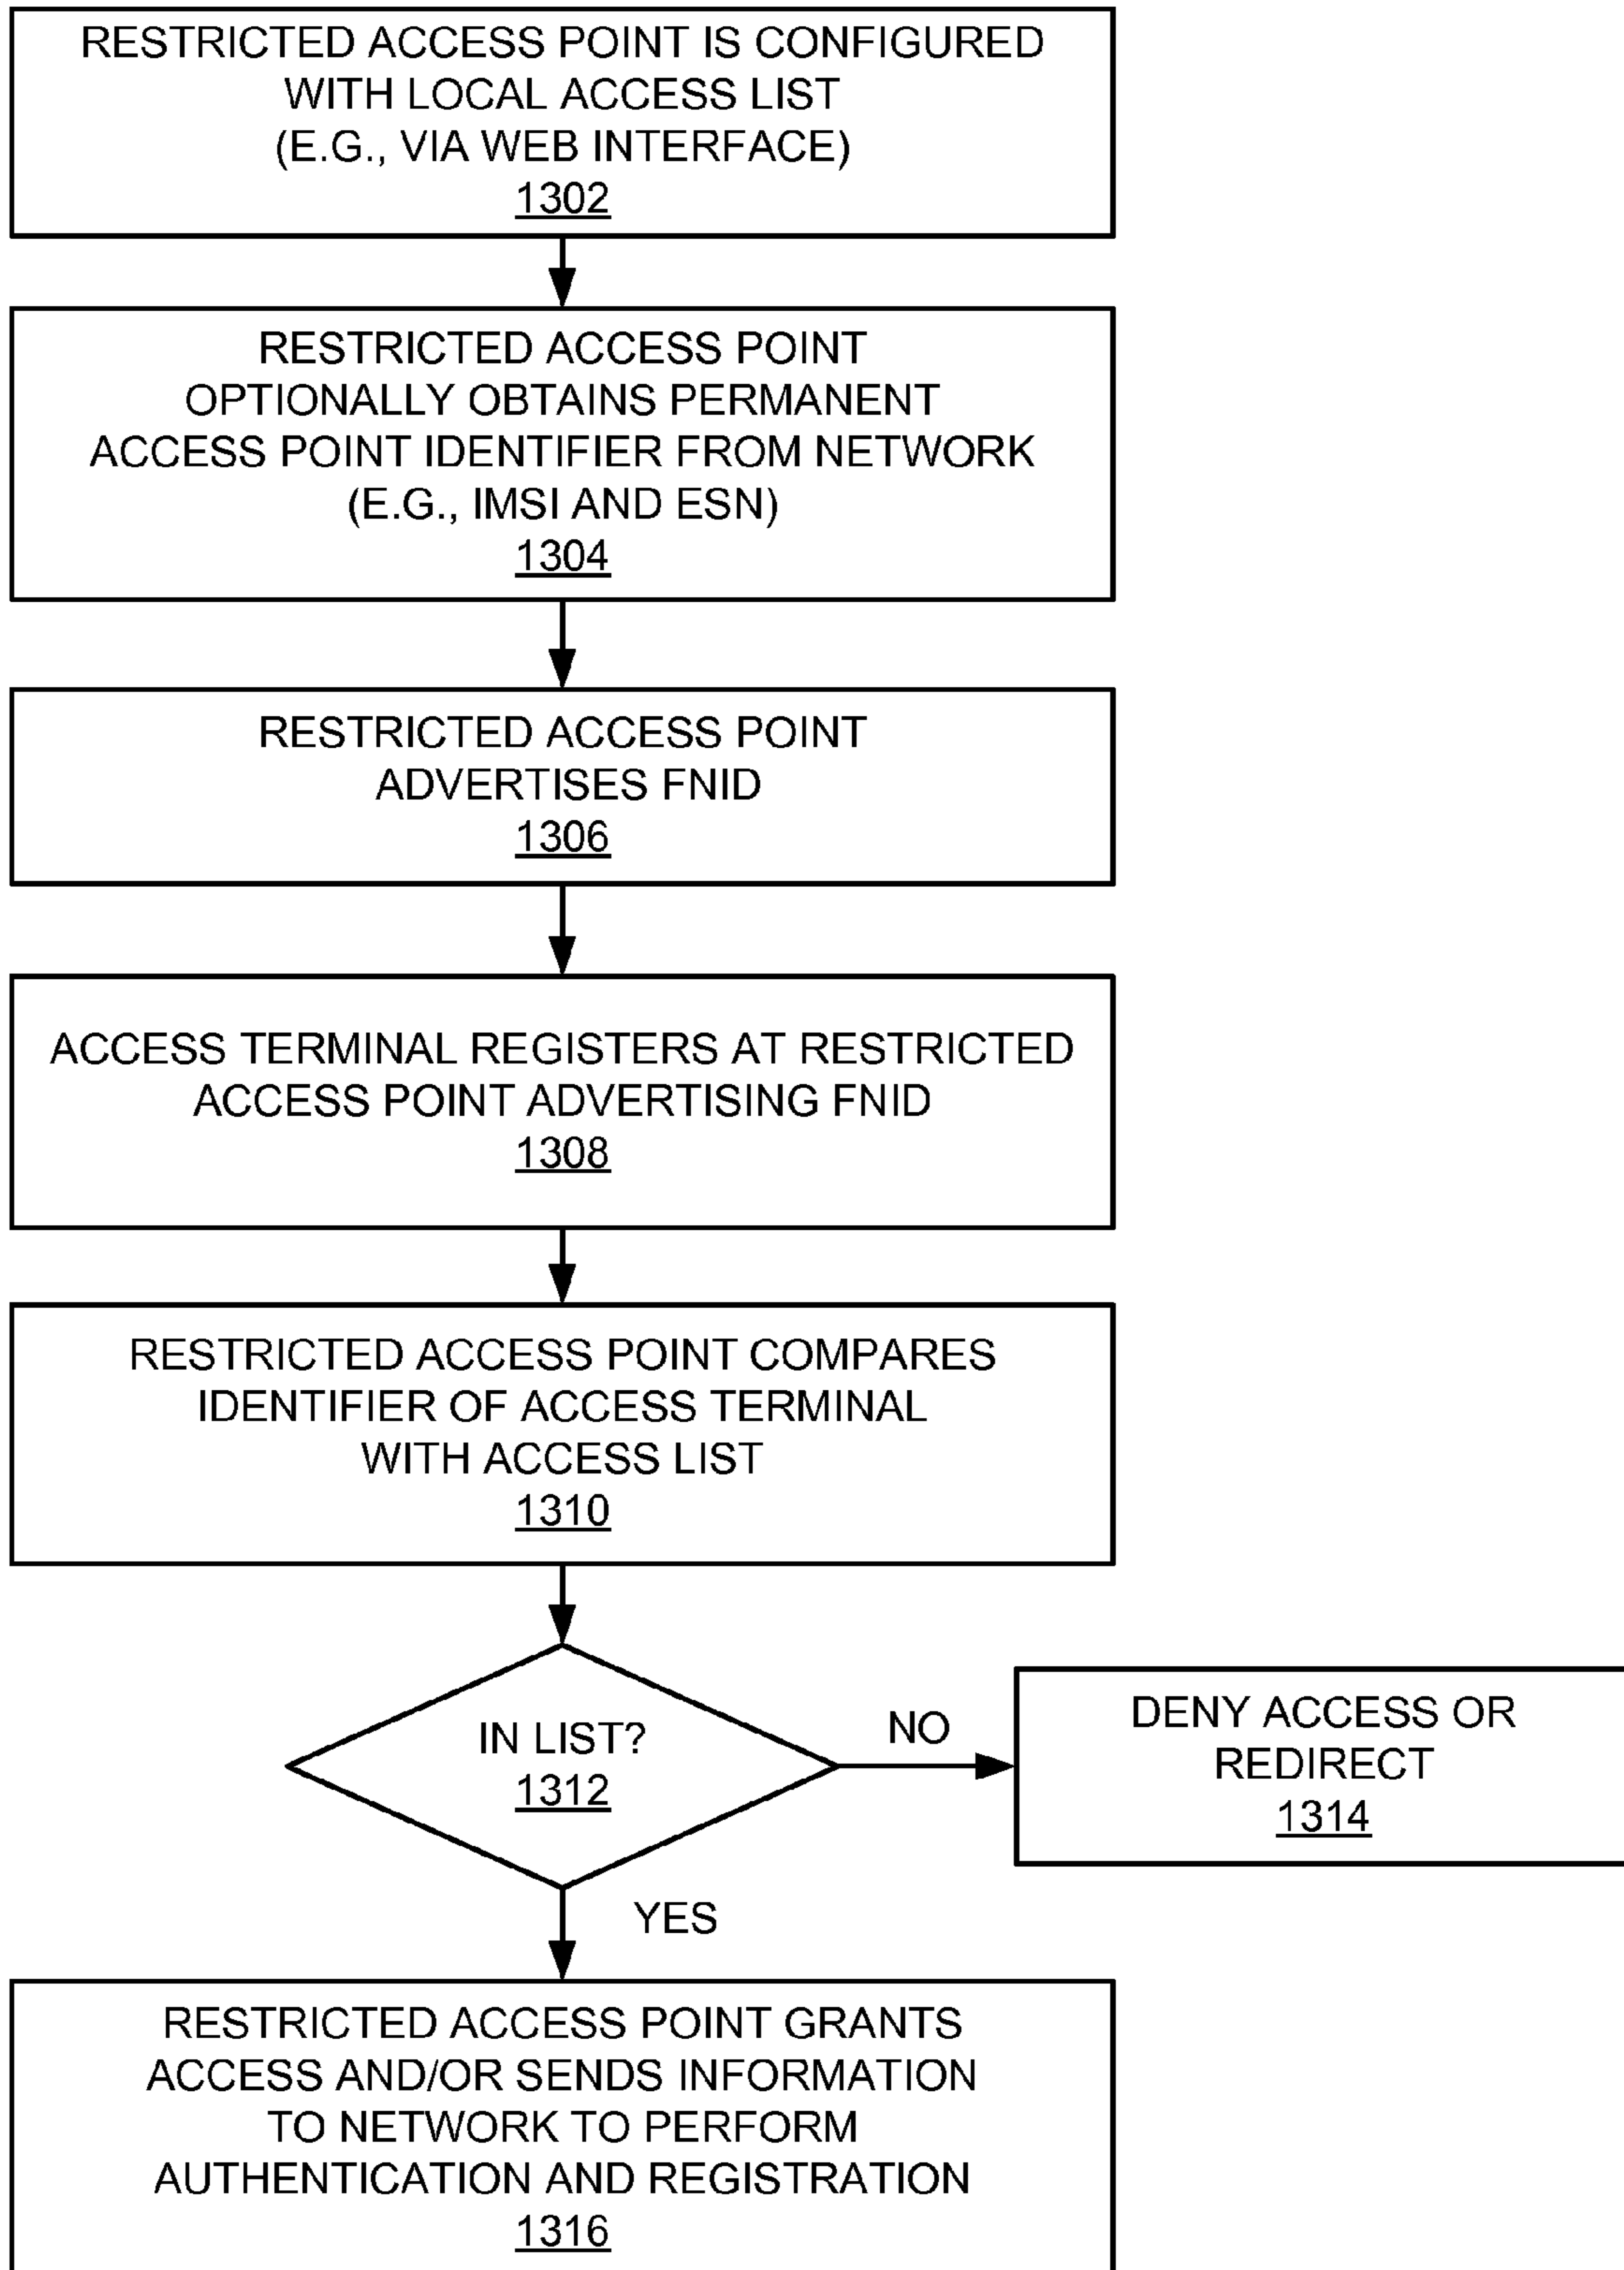 RESTRICTED ACCESS POINT IS CONFIGURED
WITH LOCAL ACCESS LIST
(E.G., VIA WEB INTERFACE)
1302
RESTRICTED ACCESS POINT
OPTIONALLY OBTAINS PERMANENT
ACCESS POINT IDENTIFIER FROM NETWORK
(E.G., IMSI AND ESN)
1304
RESTRICTED ACCESS POINT
ADVERTISES FNID
1306
ACCESS TERMINAL REGISTERS AT RESTRICTED
ACCESS POINT ADVERTISING FNID
1308
RESTRICTED ACCESS POINT COMPARES
IDENTIFIER OF ACCESS TERMINAL
WITH ACCESS LIST
1310
IN LIST?
1312
NO
DENY ACCESS OR
REDIRECT
1314
YES
RESTRICTED ACCESS POINT GRANTS
ACCESS AND/OR SENDS INFORMATION
TO NETWORK TO PERFORM
AUTHENTICATION AND REGISTRATION
1316